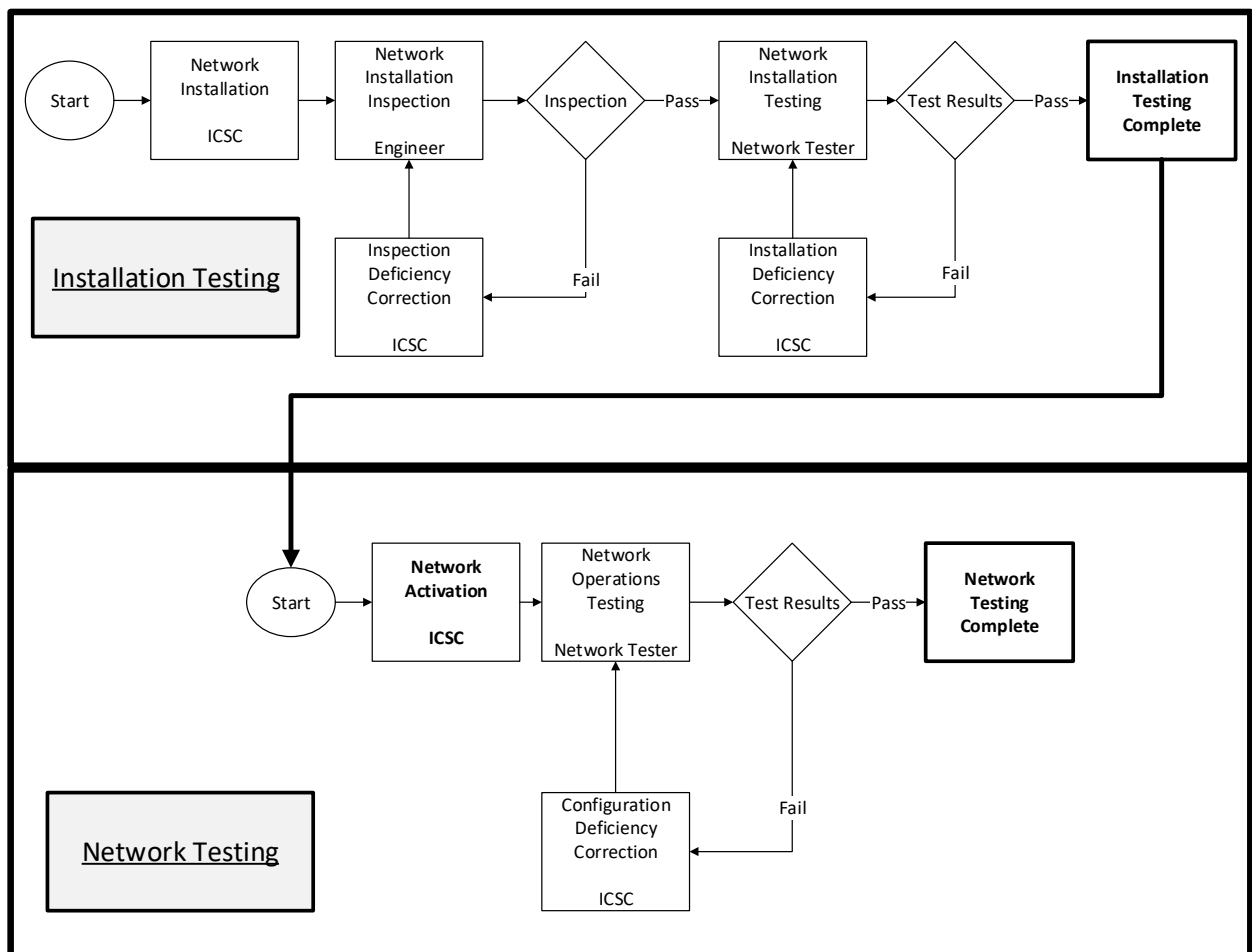 Start
Network
Installation
ICSC
Network
Installation
Inspection
Engineer
Inspection
Pass
Network
Installation
Testing
Network Tester
Test Results
Pass
Installation
Testing
Complete
Installation Testing
Inspection
Deficiency
Correction
ICSC
Fail
Installation
Deficiency
Correction
ICSC
Fail
Start
Network
Activation
ICSC
Network
Operations
Testing
Network Tester
Test Results
Pass
Network
Testing
Complete
Network Testing
Configuration
Deficiency
Correction
ICSC
Fail